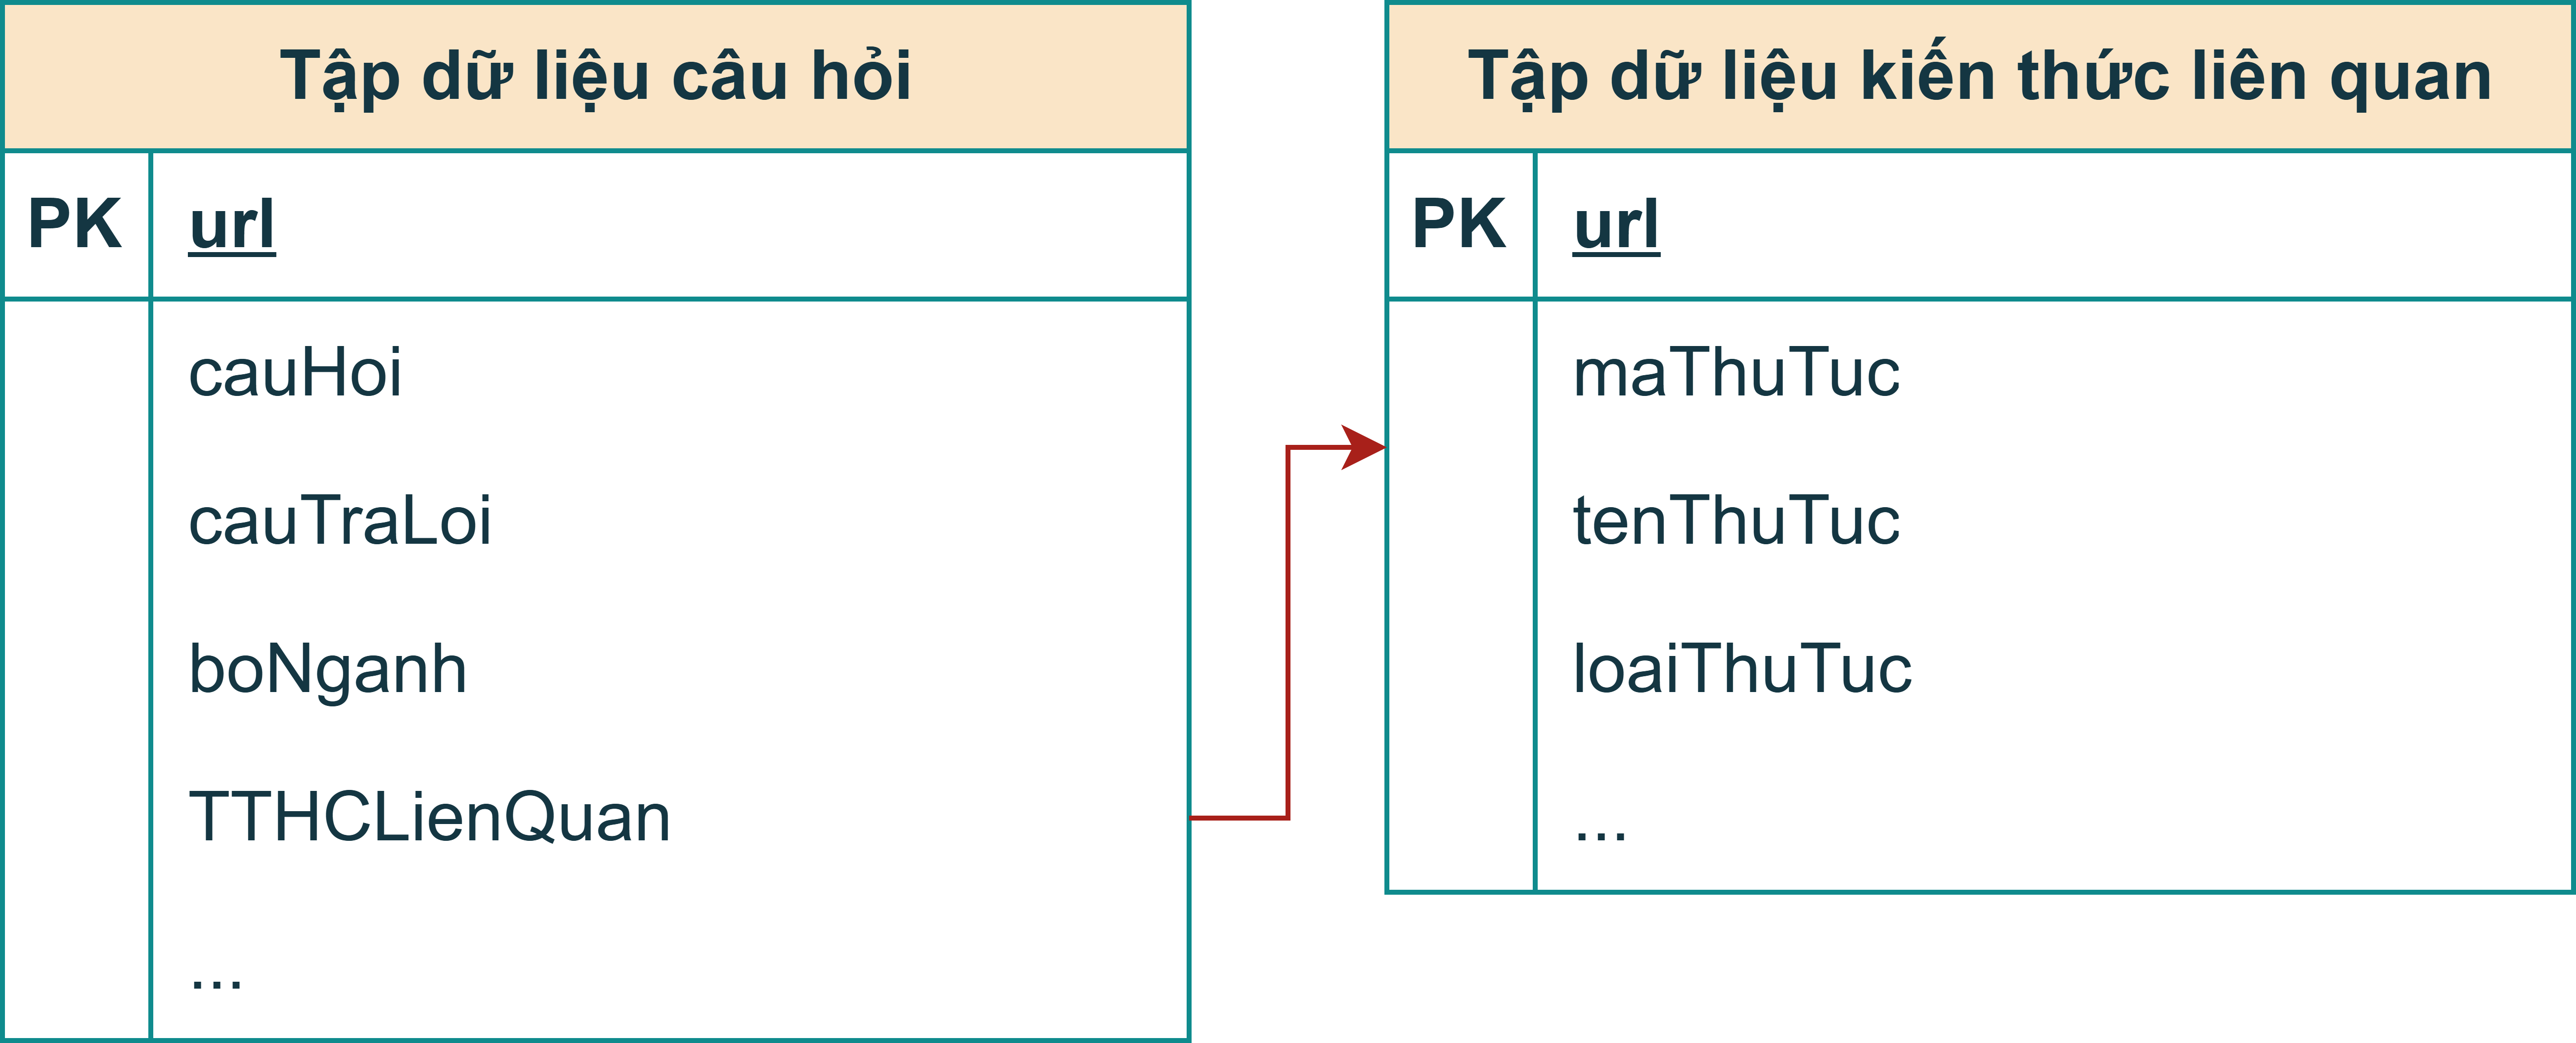 Tập dữ liệu câu hỏi
PK
url
cauHoi
cauTraLoi
boNganh
TTHCLienQuan
...
Tập dữ liệu kiến thức liên quan
PK
url
maThuTuc
tenThuTuc
loaiThuTuc
...